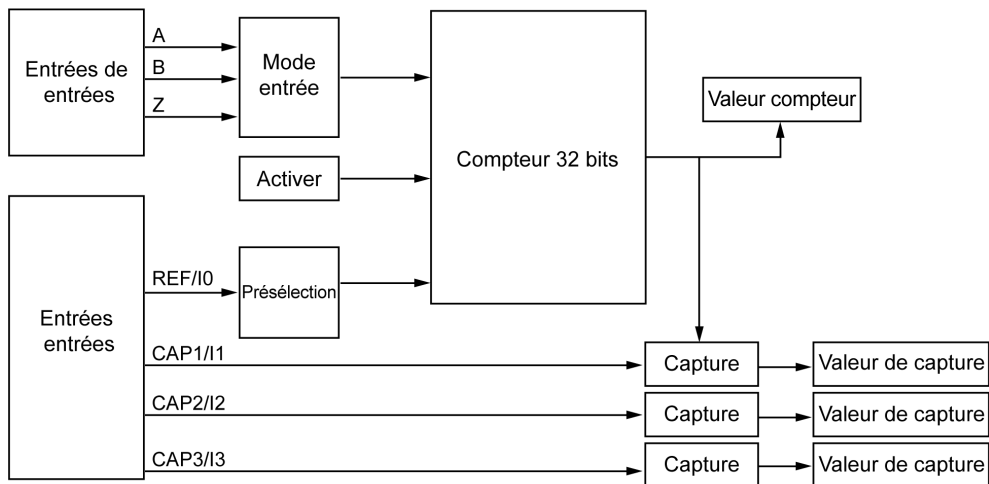 Entrées de
entrées
A
B
Z
Mode
entrée
Activer
Compteur 32 bits
Valeur compteur
Entrées
entrées
REF/I0
Présélection
CAP1/I1
Capture
Valeur de capture
CAP2/I2
Capture
Valeur de capture
CAP3/I3
Capture
Valeur de capture